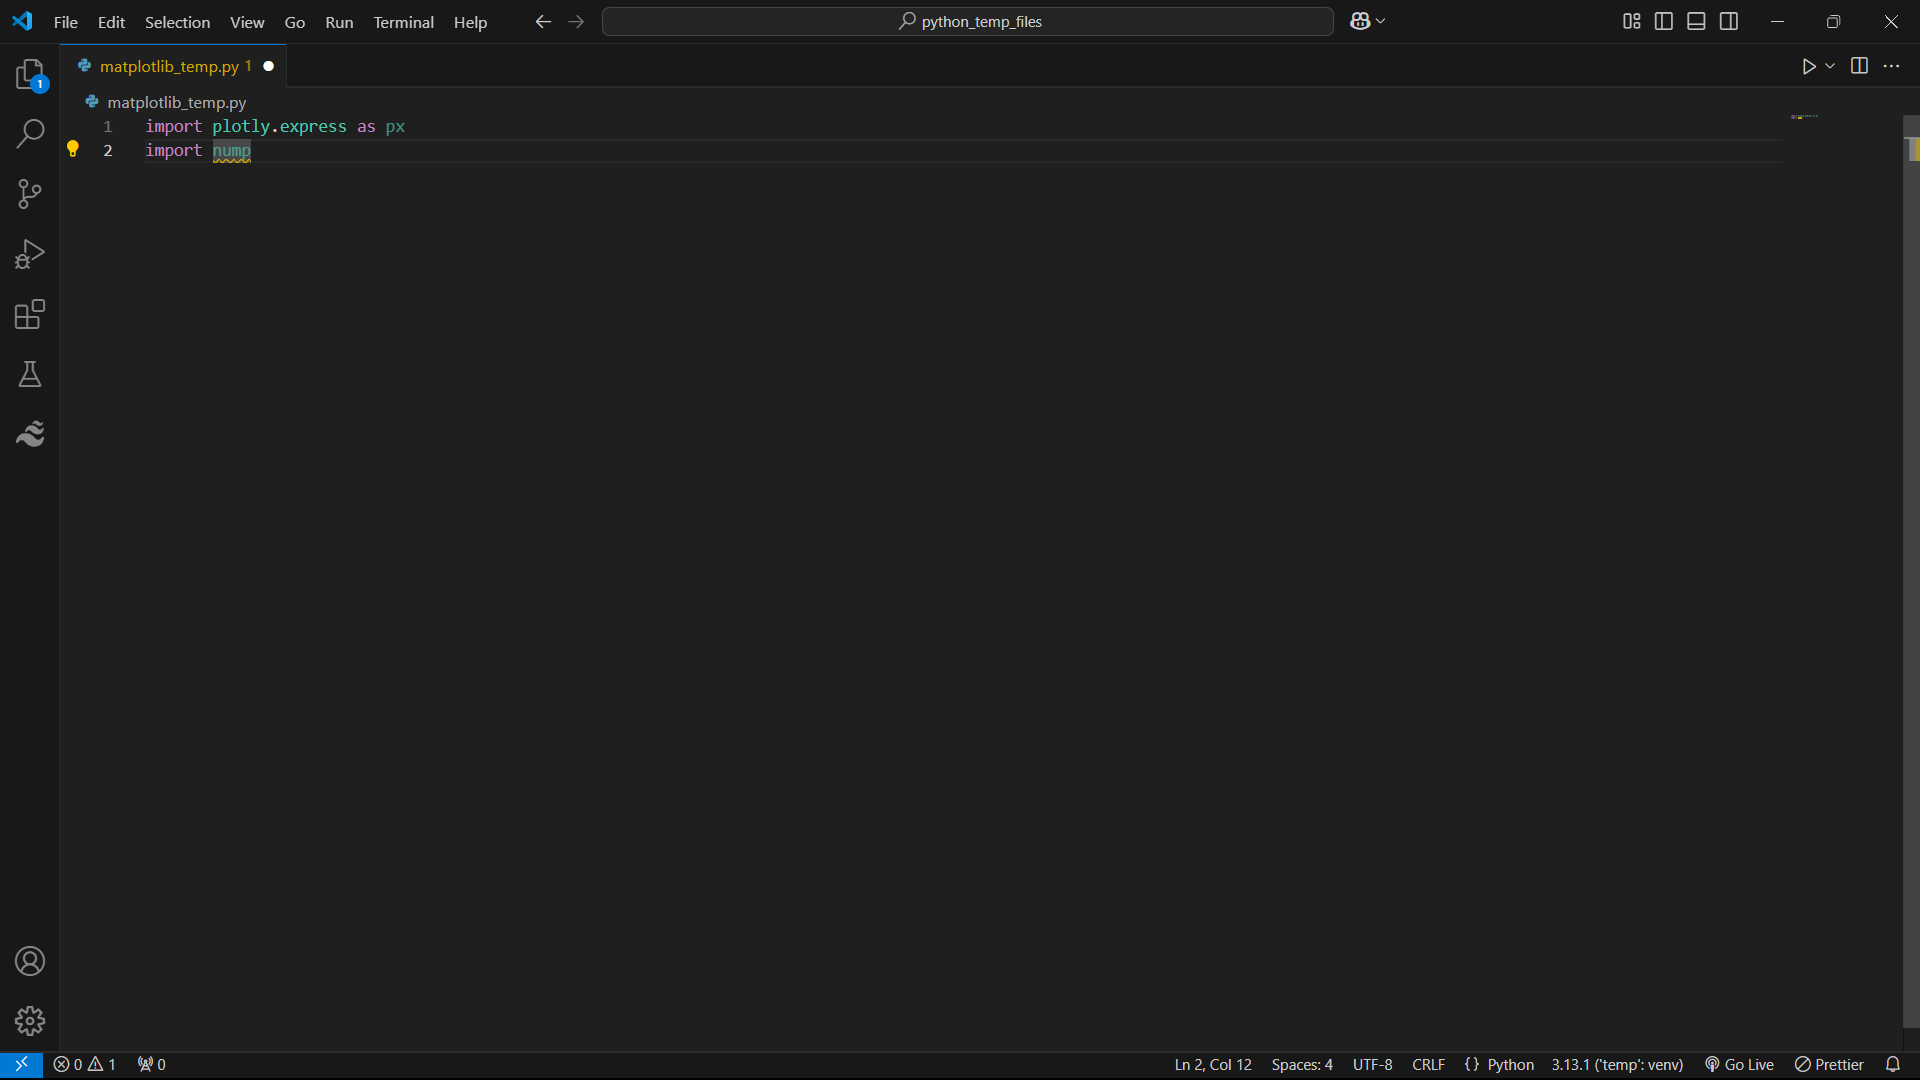 File Edit Selection View Go Run Terminal Help python_temp_files
1
matplotlib_temp.py 1
matplotlib_temp.py
1 import plotly.express as px
2 import nump
0 1 0 Ln 2, Col 12 Spaces: 4 UTF-8 CRLF {} Python 3.13.1 ('temp': venv) Go Live Prettier